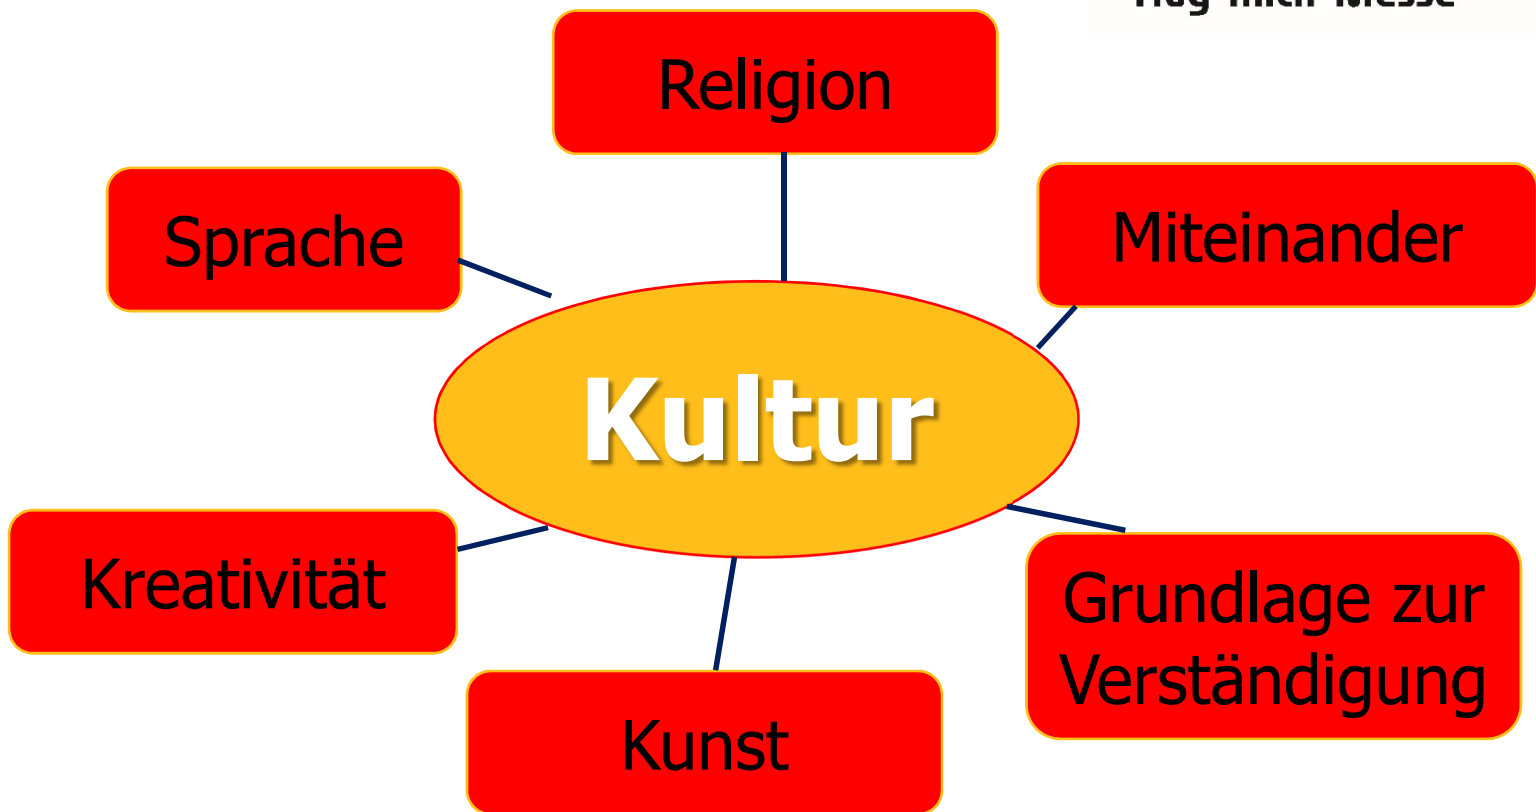 Religion
Sprache
Miteinander
Kultur
Kreativität
Grundlage zur
Verständigung
Kunst